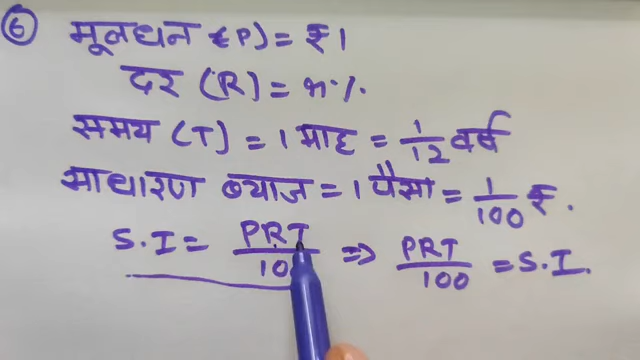 ⑥ मूलधन (P) = ₹ 1
दर (R) = r %
समय (T) = 1 माह = 1/12 वर्ष
साधारण ब्याज = 1 पैसा = 1/100 ₹.
S.I = PRT/100 ⇒ PRT/100 = S.I.